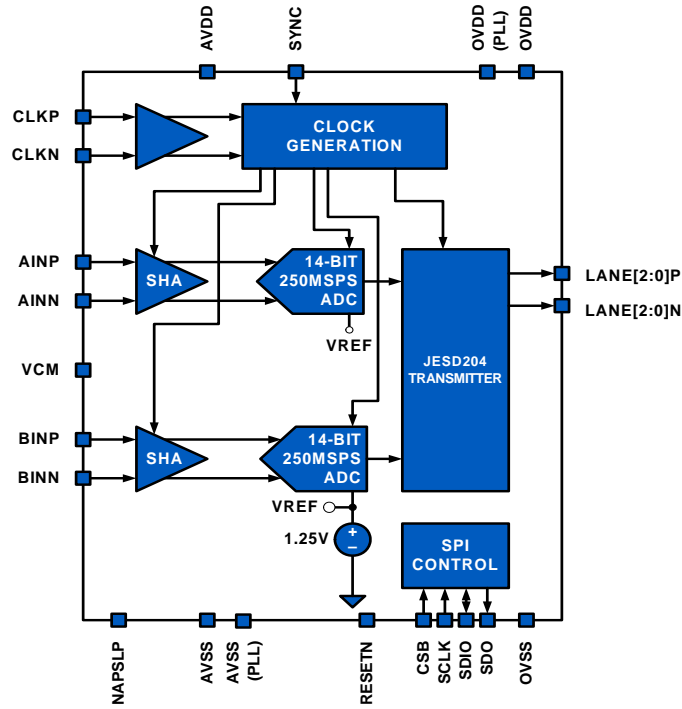 AVDD
SYNC
OVDD
(PLL)
OVDD
CLKP
CLKN
CLOCK
GENERATION
AINP
AINN
SHA
14-BIT
250MSPS
ADC
VREF
LANE[2:0]P
LANE[2:0]N
JESD204
TRANSMITTER
VCM
BINP
BINN
SHA
14-BIT
250MSPS
ADC
VREF
1.25V
+
–
SPI
CONTROL
NAPSLP
AVSS
AVSS
(PLL)
RESETN
CSB
SCLK
SDIO
SDO
OVSS